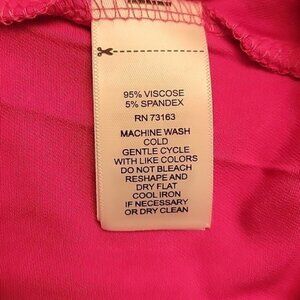 95% VISCOSE
5% SPANDEX
RN 73163
MACHINE WASH
COLD
GENTLE CYCLE
WITH LIKE COLORS
DO NOT BLEACH
RESHAPE AND
DRY FLAT
COOL IRON
IF NECESSARY
OR DRY CLEAN